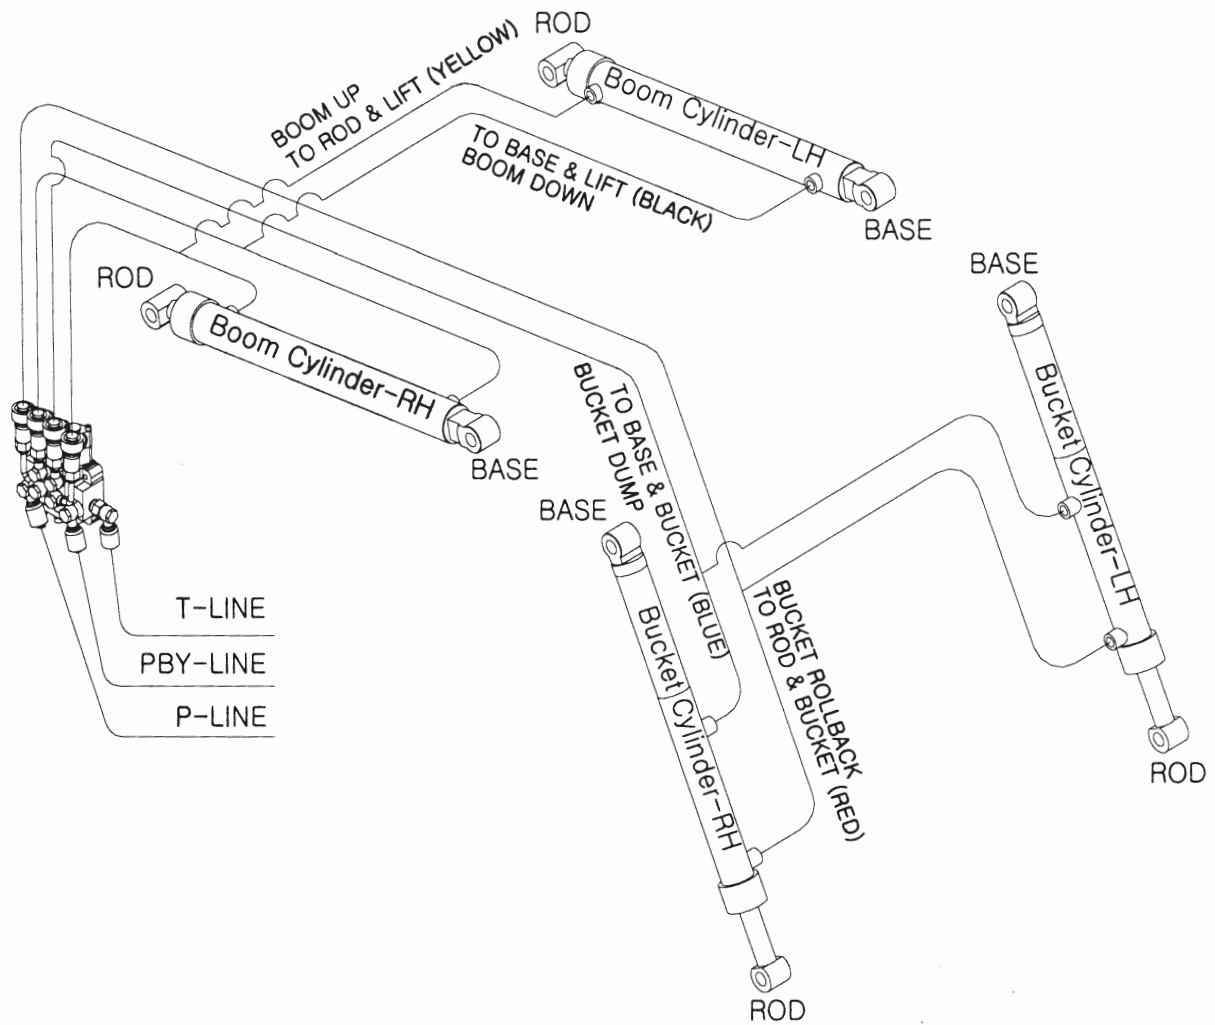 ROD
BOOM UP
TO ROD & LIFT (YELLOW)
Boom Cylinder-LH
TO BASE & LIFT (BLACK)
BOOM DOWN
BASE
ROD
Boom Cylinder-RH
BASE
BASE
Bucket Cylinder-LH
ROD
TO BASE & BUCKET (BLUE)
BUCKET DUMP
BASE
Bucket Cylinder-RH
BUCKET ROLLBACK
TO ROD & BUCKET (RED)
ROD
T-LINE
PBY-LINE
P-LINE